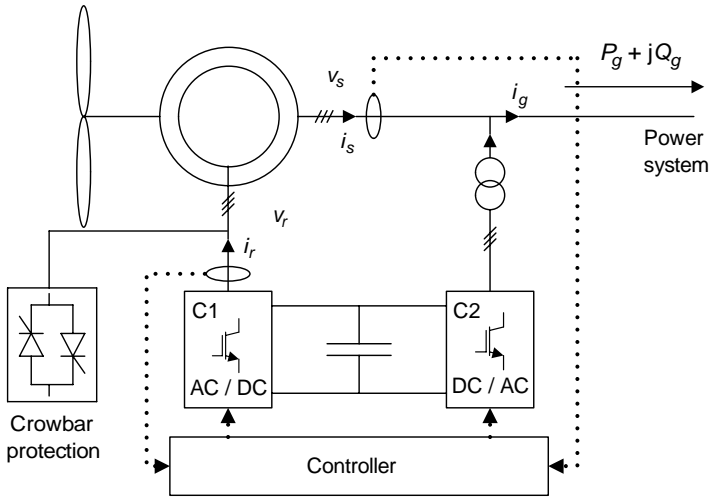 P_g + jQ_g
v_s
i_g
i_s
Power
system
v_r
i_r
C1
C2
AC / DC
DC / AC
Crowbar
protection
Controller